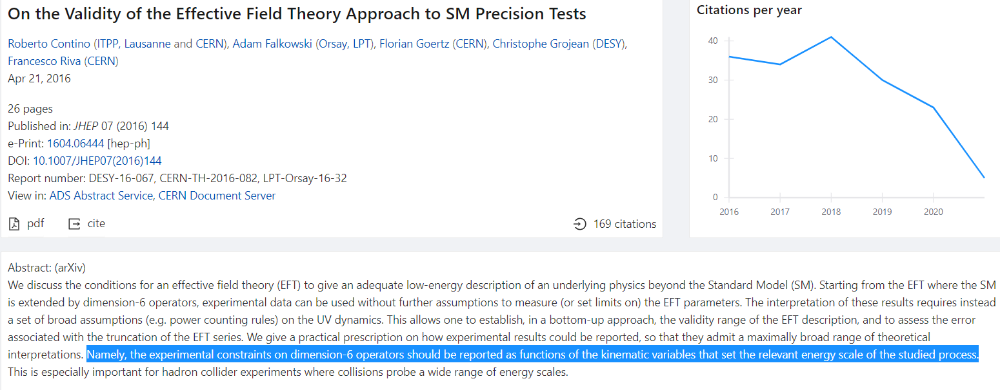 On the Validity of the Effective Field Theory Approach to SM Precision Tests
Roberto Contino (ITPP, Lausanne and CERN), Adam Falkowski (Orsay, LPT), Florian Goertz (CERN), Christophe Grojean (DESY),
Francesco Riva (CERN)
Apr 21, 2016
26 pages
Published in: JHEP 07 (2016) 144
e-Print: 1604.06444 [hep-ph]
DOI: 10.1007/JHEP07(2016)144
Report number: DESY-16-067, CERN-TH-2016-082, LPT-Orsay-16-32
View in: ADS Abstract Service, CERN Document Server
pdf cite 169 citations
Citations per year
40
30
20
10
0
2016 2017 2018 2019 2020
Abstract: (arXiv)
We discuss the conditions for an effective field theory (EFT) to give an adequate low-energy description of an underlying physics beyond the Standard Model (SM). Starting from the EFT where the SM
is extended by dimension-6 operators, experimental data can be used without further assumptions to measure (or set limits on) the EFT parameters. The interpretation of these results requires instead
a set of broad assumptions (e.g. power counting rules) on the UV dynamics. This allows one to establish, in a bottom-up approach, the validity range of the EFT description, and to assess the error
associated with the truncation of the EFT series. We give a practical prescription on how experimental results could be reported, so that they admit a maximally broad range of theoretical
interpretations. Namely, the experimental constraints on dimension-6 operators should be reported as functions of the kinematic variables that set the relevant energy scale of the studied process.
This is especially important for hadron collider experiments where collisions probe a wide range of energy scales.